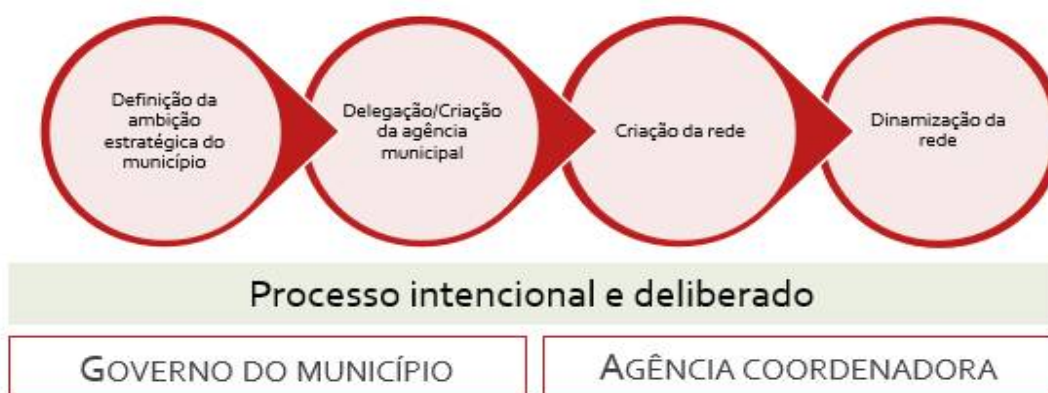 Definição da
ambição
estratégica do
município
Delegação/Criação
da agência
municipal
Criação da rede
Dinamização da
rede
Processo intencional e deliberado
GOVERNO DO MUNICÍPIO
AGÊNCIA COORDENADORA